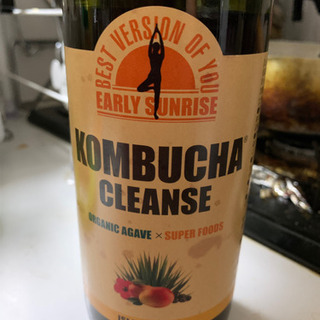 BEST VERSION OF YOU
EARLY SUNRISE
KOMBUCHA
CLEANSE
ORGANIC AGAVE × SUPER FOODS